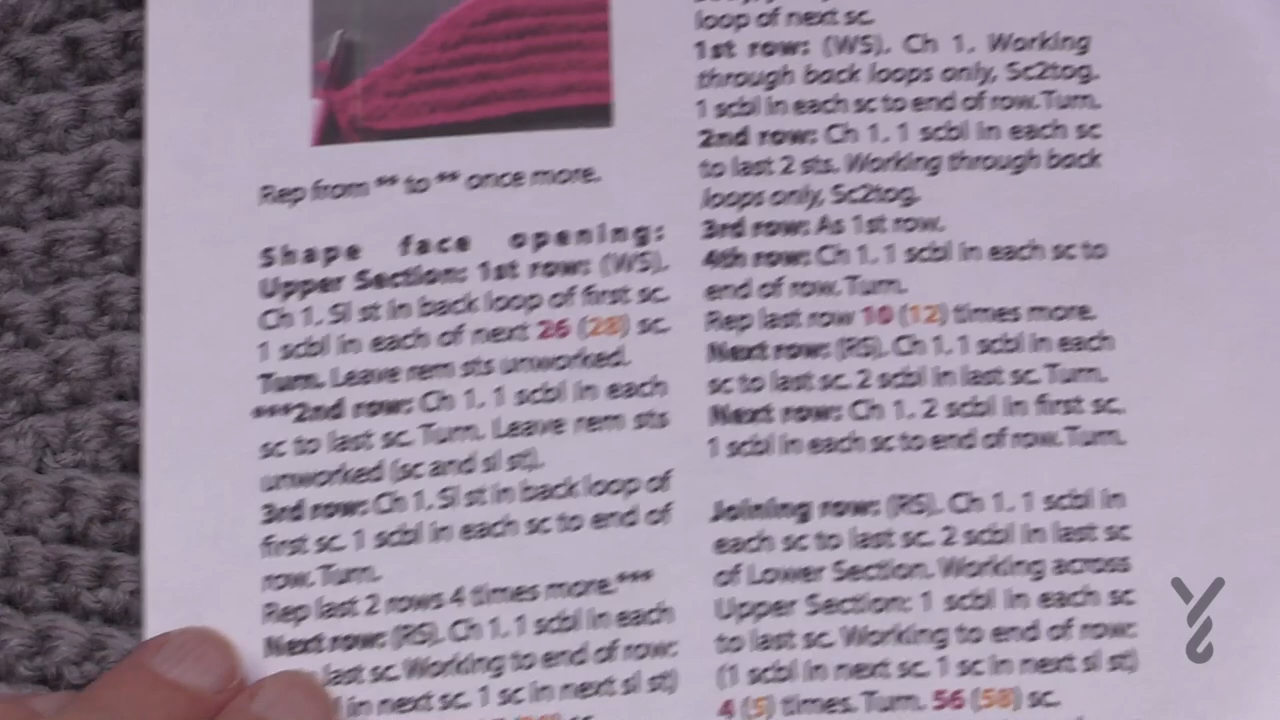 Rep from ** to ** once more.
Shape face opening:
Upper Section: 1st row: (WS).
Ch 1. Sl st in back loop of first sc.
1 scbl in each of next 26 (28) sc.
Turn. Leave rem sts unworked.
***2nd row: Ch 1. 1 scbl in each
sc to last sc. Turn. Leave rem sts
unworked (sc and sl st).
3rd row: Ch 1. Sl st in back loop of
first sc. 1 scbl in each sc to end of
row. Turn.
Rep last 2 rows 4 times more.***
Next row: (RS). Ch 1. 1 scbl in each
last sc. Working to end of row:
in next sc. 1 sc in next sl st)
loop of next sc.
1st row: (WS). Ch 1. Working
through back loops only, Sc2tog.
1 scbl in each sc to end of row. Turn.
2nd row: Ch 1. 1 scbl in each sc
to last 2 sts. Working through back
loops only, Sc2tog.
3rd row: As 1st row.
4th row: Ch 1. 1 scbl in each sc to
end of row. Turn.
Rep last row 10 (12) times more.
Next row: (RS). Ch 1. 1 scbl in each
sc to last sc. 2 scbl in last sc. Turn.
Next row: Ch 1. 2 scbl in first sc.
1 scbl in each sc to end of row. Turn.
Joining row: (RS). Ch 1. 1 scbl in
each sc to last sc. 2 scbl in last sc
of Lower Section. Working across
Upper Section: 1 scbl in each sc
to last sc. Working to end of row:
(1 scbl in next sc. 1 sc in next sl st)
4 (5) times. Turn. 56 (58) sc.